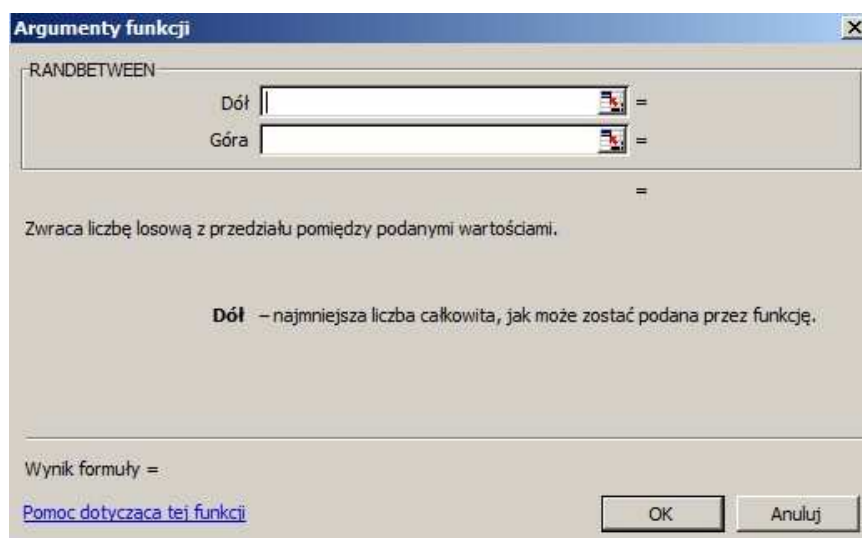 Argumenty funkcji
RANDBETWEEN
Dół =
Góra =
=
Zwraca liczbę losową z przedziału pomiędzy podanymi wartościami.
Dół – najmniejsza liczba całkowita, jak może zostać podana przez funkcję.
Wynik formuły =
Pomoc dotycząca tej funkcji
OK Anuluj